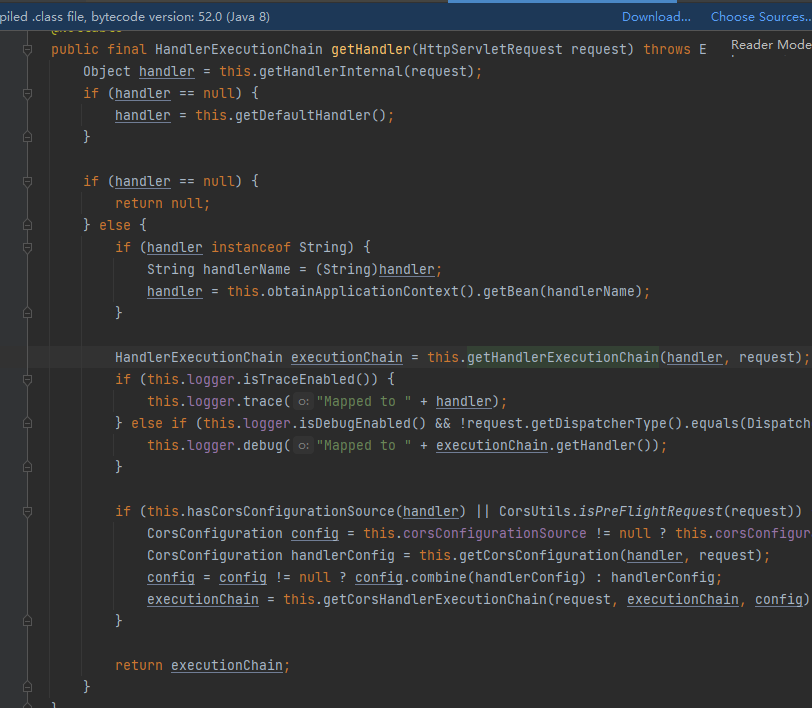 piled .class file, bytecode version: 52.0 (Java 8) Download... Choose Sources...
Reader Mode
public final HandlerExecutionChain getHandler(HttpServletRequest request) throws E
Object handler = this.getHandlerInternal(request);
if (handler == null) {
handler = this.getDefaultHandler();
}
if (handler == null) {
return null;
} else {
if (handler instanceof String) {
String handlerName = (String)handler;
handler = this.obtainApplicationContext().getBean(handlerName);
}
HandlerExecutionChain executionChain = this.getHandlerExecutionChain(handler, request);
if (this.logger.isTraceEnabled()) {
this.logger.trace( o: "Mapped to " + handler);
} else if (this.logger.isDebugEnabled() && !request.getDispatcherType().equals(Dispatch
this.logger.debug( o: "Mapped to " + executionChain.getHandler());
}
if (this.hasCorsConfigurationSource(handler) || CorsUtils.isPreFlightRequest(request))
CorsConfiguration config = this.corsConfigurationSource != null ? this.corsConfigur
CorsConfiguration handlerConfig = this.getCorsConfiguration(handler, request);
config = config != null ? config.combine(handlerConfig) : handlerConfig;
executionChain = this.getCorsHandlerExecutionChain(request, executionChain, config)
}
return executionChain;
}
}